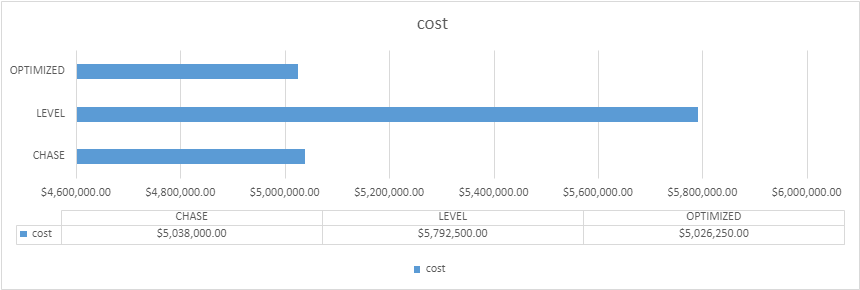 cost
OPTIMIZED
LEVEL
CHASE
$4,600,000.00 $4,800,000.00 $5,000,000.00 $5,200,000.00 $5,400,000.00 $5,600,000.00 $5,800,000.00 $6,000,000.00
CHASE LEVEL OPTIMIZED
cost $5,038,000.00 $5,792,500.00 $5,026,250.00
cost